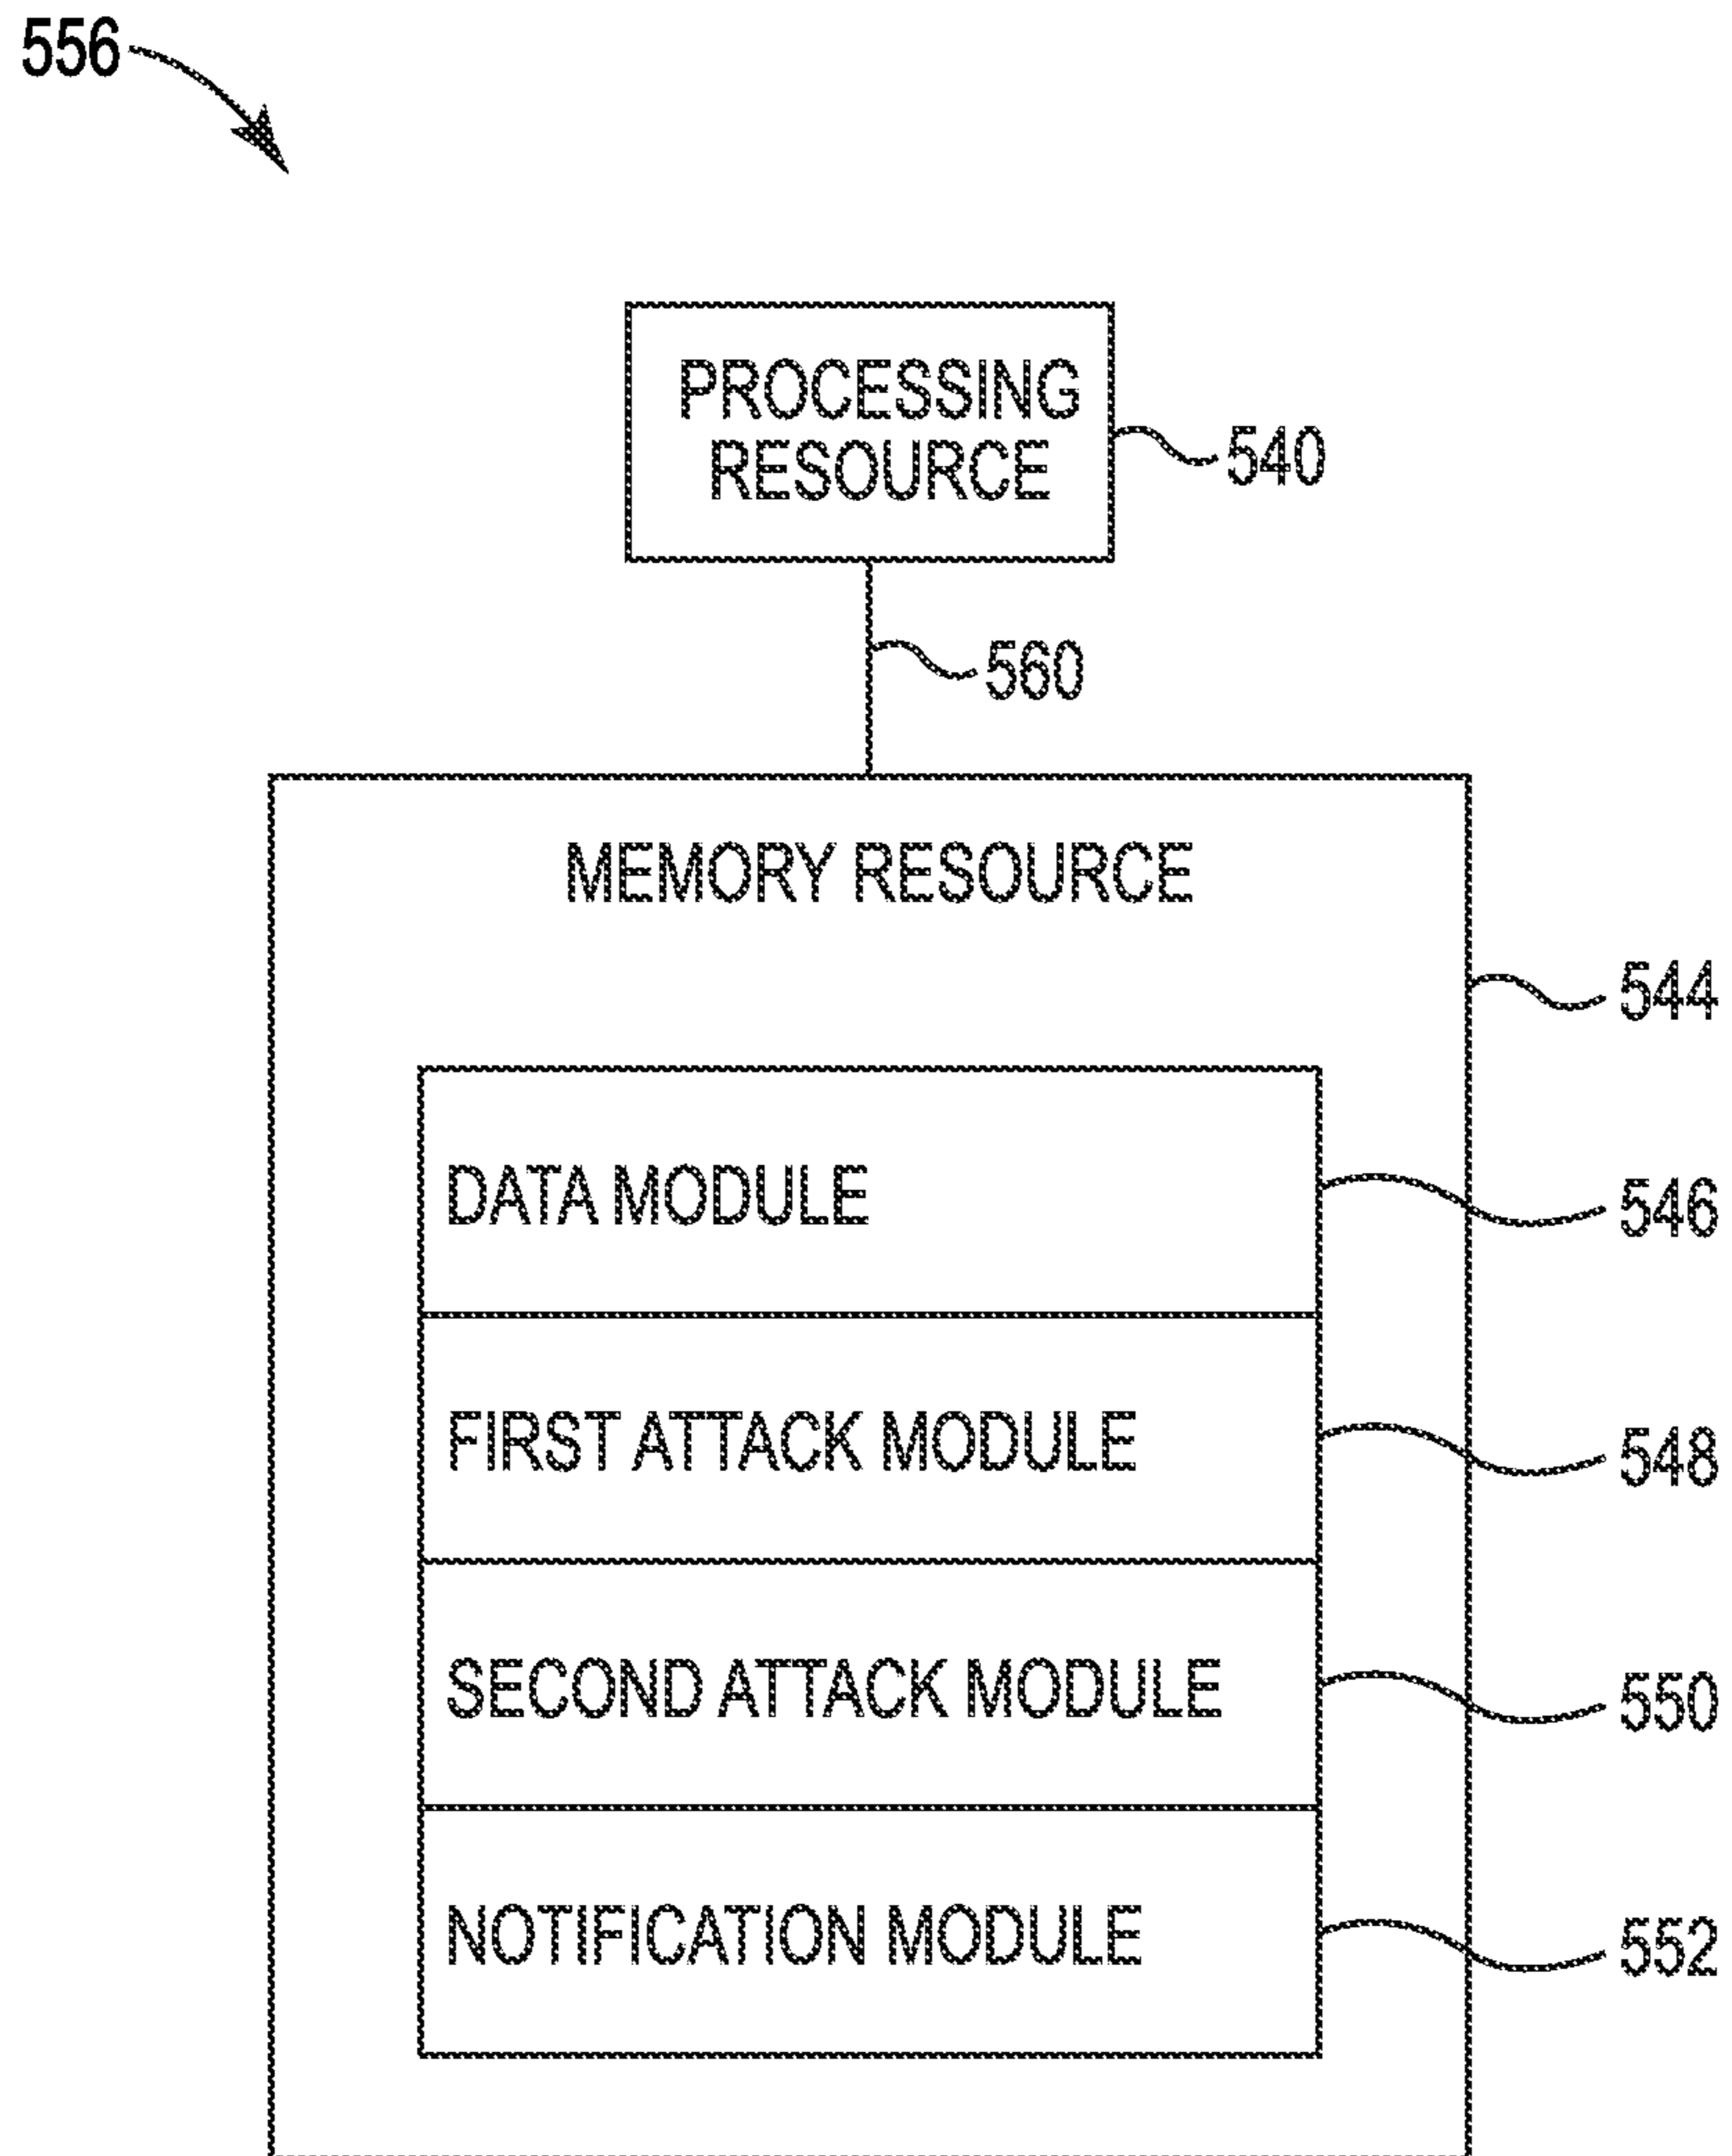 556
PROCESSING
RESOURCE
540
560
MEMORY RESOURCE
544
DATA MODULE
546
FIRST ATTACK MODULE
548
SECOND ATTACK MODULE
550
NOTIFICATION MODULE
552